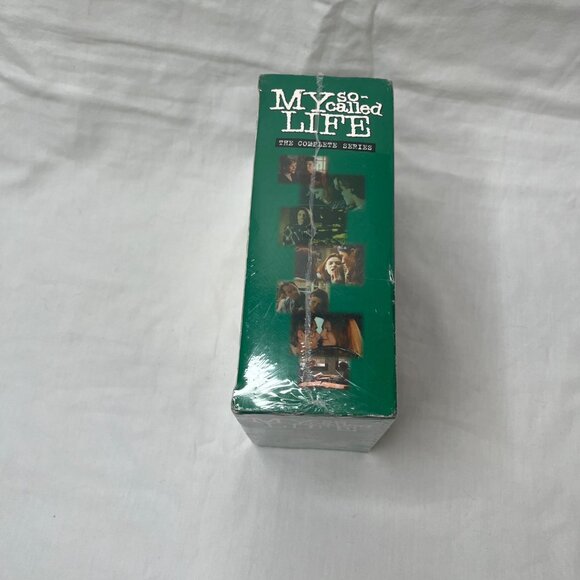 MY so-called
LIFE
THE COMPLETE SERIES